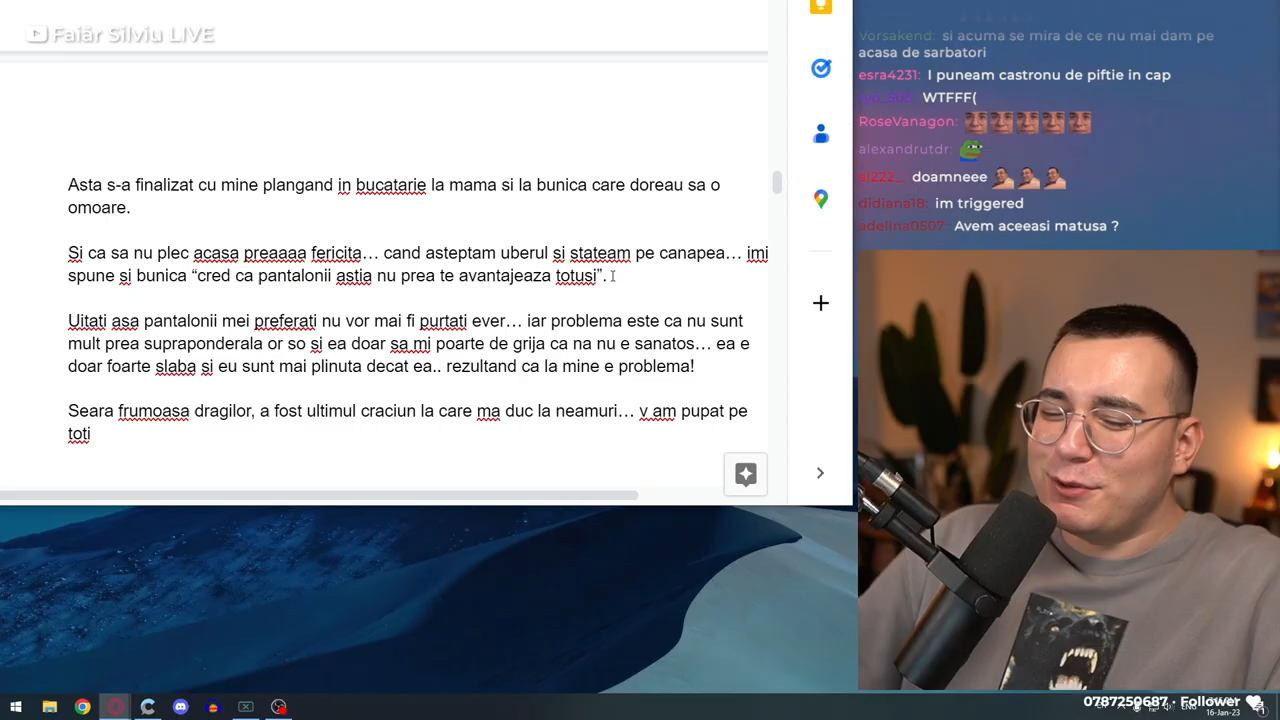 Faiăr Silviu LIVE
Asta s-a finalizat cu mine plangand in bucatarie la mama si la bunica care doreau sa o
omoare.
Si ca sa nu plec acasa preaaaa fericita… cand asteptam uberul si stateam pe canapea… imi
spune si bunica “cred ca pantalonii astia nu prea te avantajeaza totusi”.
Uitati asa pantalonii mei preferati nu vor mai fi purtati ever… iar problema este ca nu sunt
mult prea supraponderala or so si ea doar sa mi poarte de grija ca na nu e sanatos… ea e
doar foarte slaba si eu sunt mai plinuta decat ea.. rezultand ca la mine e problema!
Seara frumoasa dragilor, a fost ultimul craciun la care ma duc la neamuri… v am pupat pe
toti
Vorsakend: si acuma se mira de ce nu mai dam pe
acasa de sarbatori
esra4231: I puneam castronu de piftie in cap
WTFFF(
RoseVanagon:
alexandrutdr:
doamneee
didiana18: im triggered
adelina0507: Avem aceeasi matusa ?
0787250687 • Follower
16-Jan-23